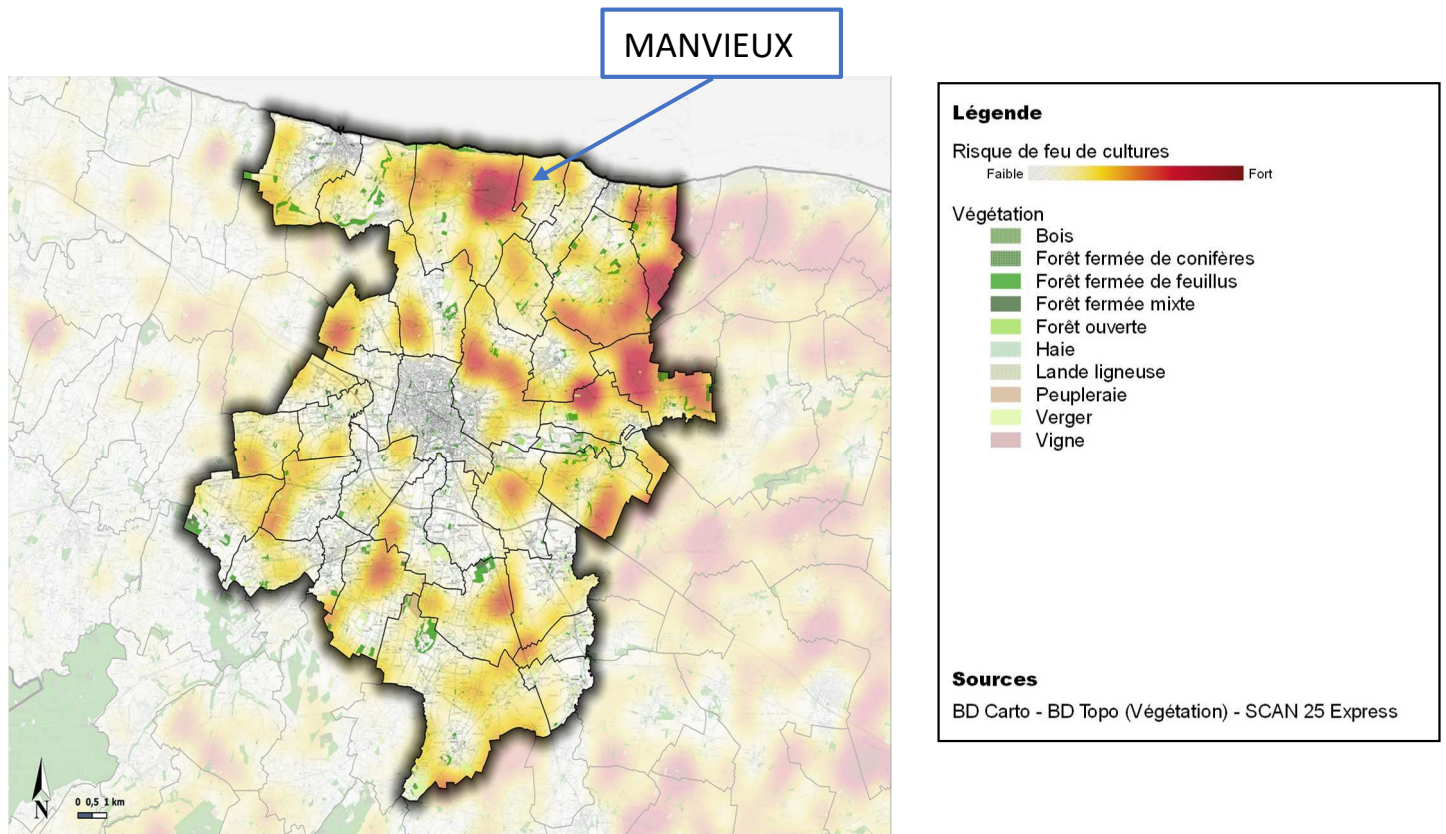 MANVIEUX
Légende
Risque de feu de cultures
Faible Fort
Végétation
Bois
Forêt fermée de conifères
Forêt fermée de feuillus
Forêt fermée mixte
Forêt ouverte
Haie
Lande ligneuse
Peupleraie
Verger
Vigne
Sources
BD Carto - BD Topo (Végétation) - SCAN 25 Express
N
0 0,5 1 km